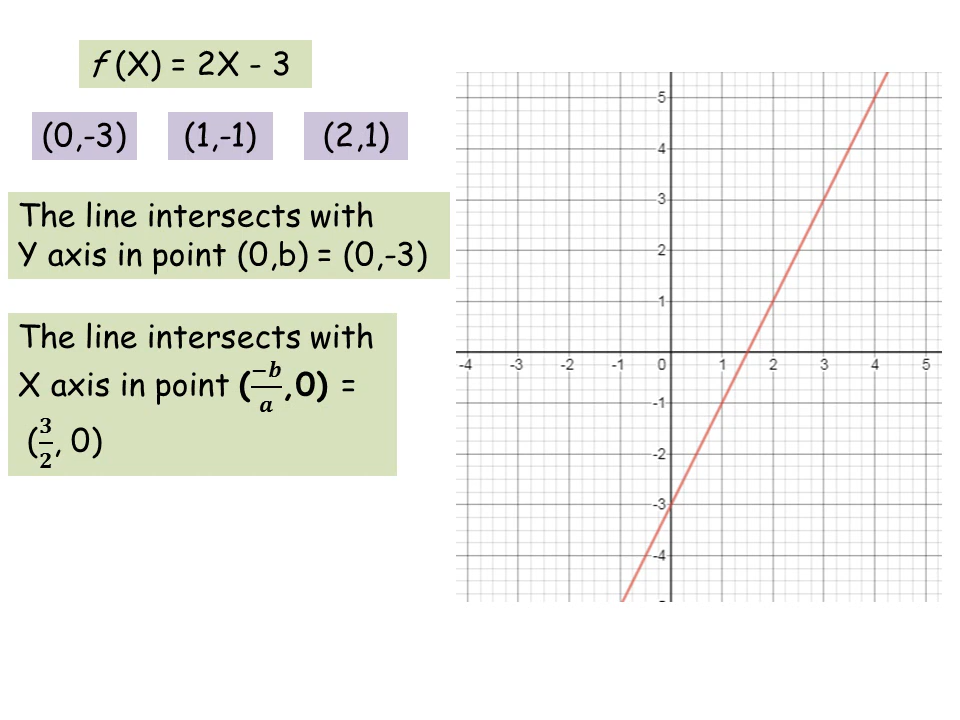 f (X) = 2X - 3
(0,-3) (1,-1) (2,1)
The line intersects with
Y axis in point (0,b) = (0,-3)
The line intersects with
X axis in point (−b/a,0) =
(3/2, 0)
5
4
3
2
1
-4 -3 -2 -1 0 1 2 3 4 5
-1
-2
-3
-4